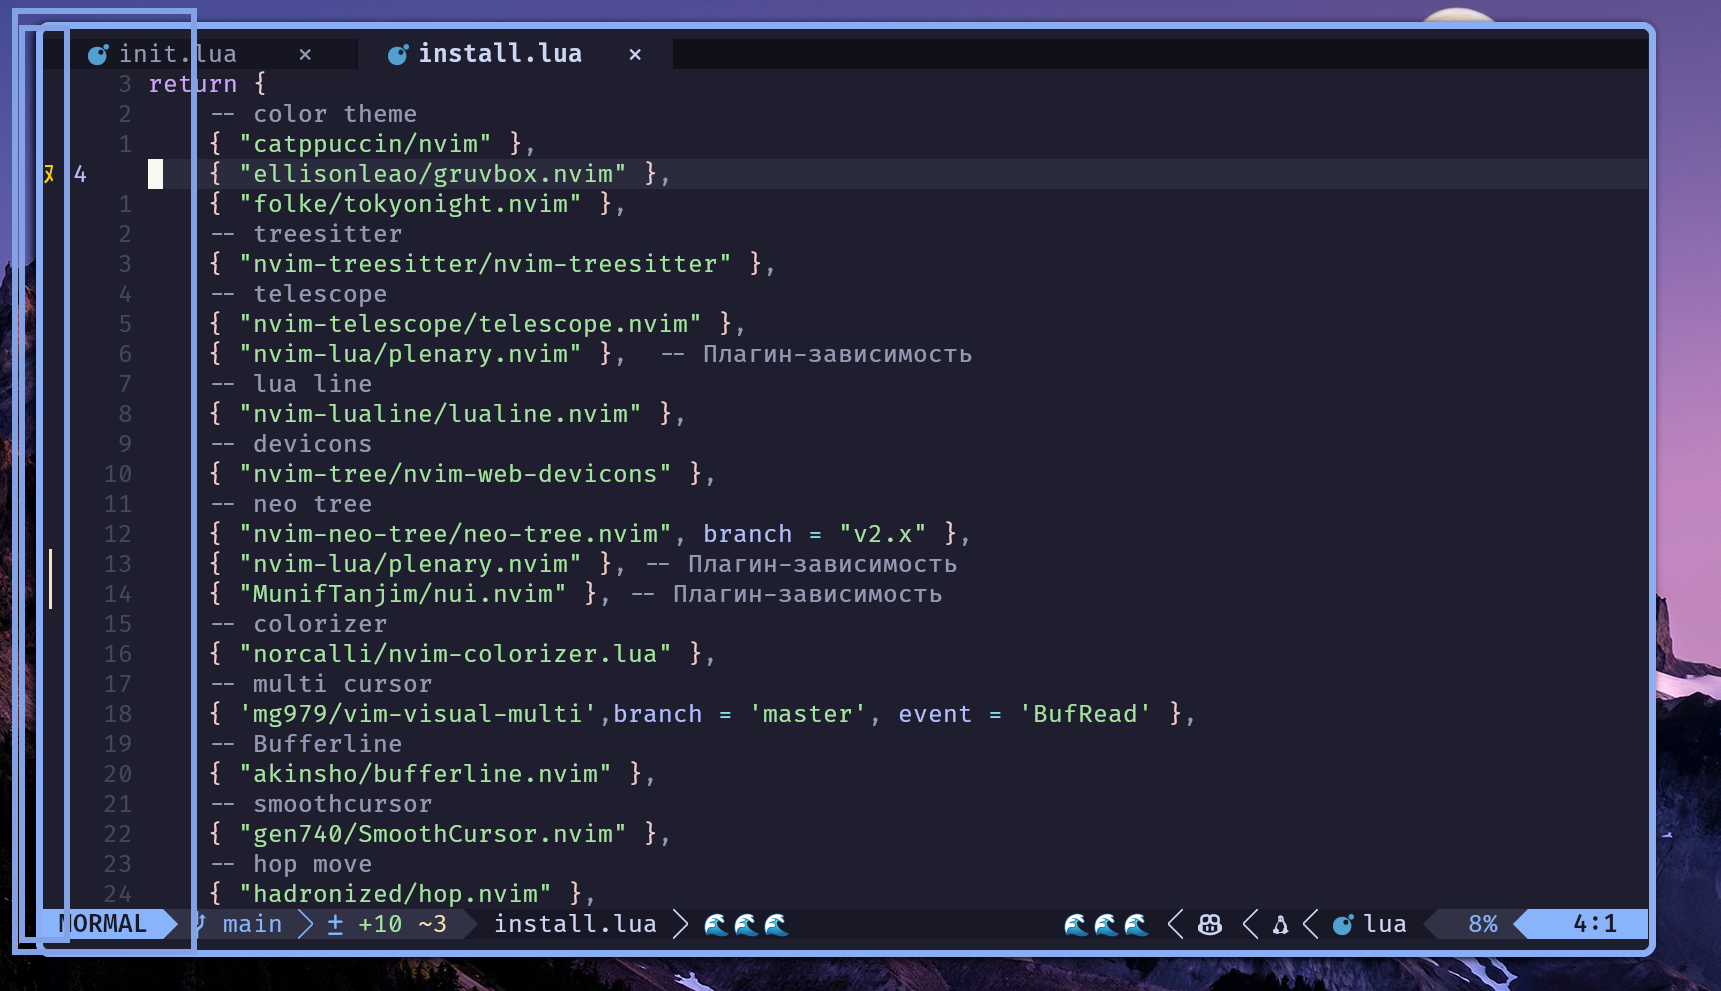 init.lua × install.lua ×
3 return {
2 -- color theme
1 { "catppuccin/nvim" },
4 { "ellisonleao/gruvbox.nvim" },
1 { "folke/tokyonight.nvim" },
2 -- treesitter
3 { "nvim-treesitter/nvim-treesitter" },
4 -- telescope
5 { "nvim-telescope/telescope.nvim" },
6 { "nvim-lua/plenary.nvim" }, -- Плагин-зависимость
7 -- lua line
8 { "nvim-lualine/lualine.nvim" },
9 -- devicons
10 { "nvim-tree/nvim-web-devicons" },
11 -- neo tree
12 { "nvim-neo-tree/neo-tree.nvim", branch = "v2.x" },
13 { "nvim-lua/plenary.nvim" }, -- Плагин-зависимость
14 { "MunifTanjim/nui.nvim" }, -- Плагин-зависимость
15 -- colorizer
16 { "norcalli/nvim-colorizer.lua" },
17 -- multi cursor
18 { 'mg979/vim-visual-multi',branch = 'master', event = 'BufRead' },
19 -- Bufferline
20 { "akinsho/bufferline.nvim" },
21 -- smoothcursor
22 { "gen740/SmoothCursor.nvim" },
23 -- hop move
24 { "hadronized/hop.nvim" },
NORMAL main ± +10 ~3 install.lua 🌊🌊🌊 🌊🌊🌊 lua 8% 4:1